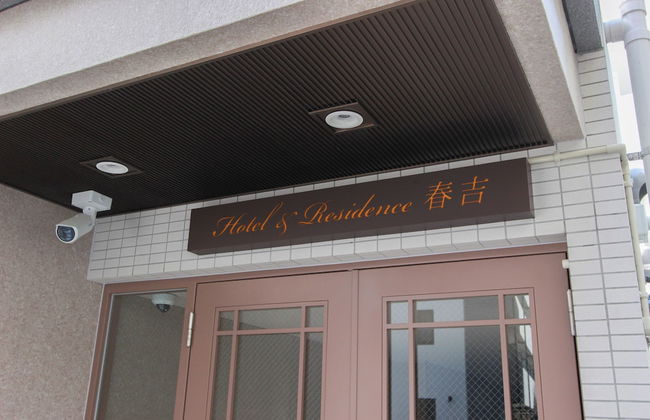 Hotel & Residence 春吉